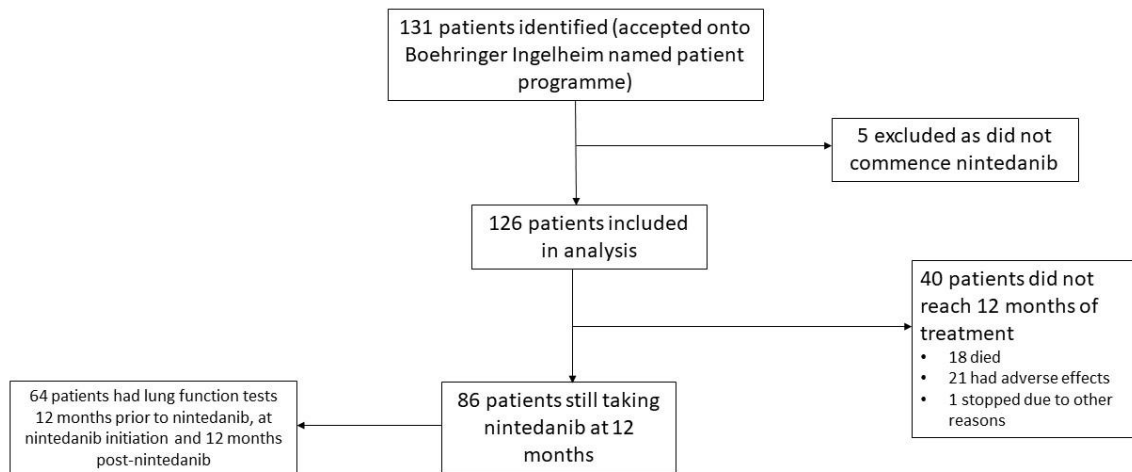 131 patients identified (accepted onto
Boehringer Ingelheim named patient
programme)
5 excluded as did not
commence nintedanib
126 patients included
in analysis
40 patients did not
reach 12 months of
treatment
• 18 died
• 21 had adverse effects
• 1 stopped due to other
reasons
86 patients still taking
nintedanib at 12
months
64 patients had lung function tests
12 months prior to nintedanib, at
nintedanib initiation and 12 months
post-nintedanib